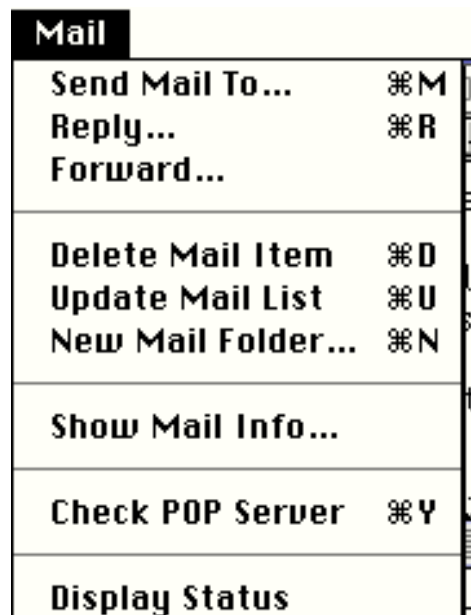 Mail
Send Mail To... ⌘M
Reply... ⌘R
Forward...
Delete Mail Item ⌘D
Update Mail List ⌘U
New Mail Folder... ⌘N
Show Mail Info...
Check POP Server ⌘Y
Display Status